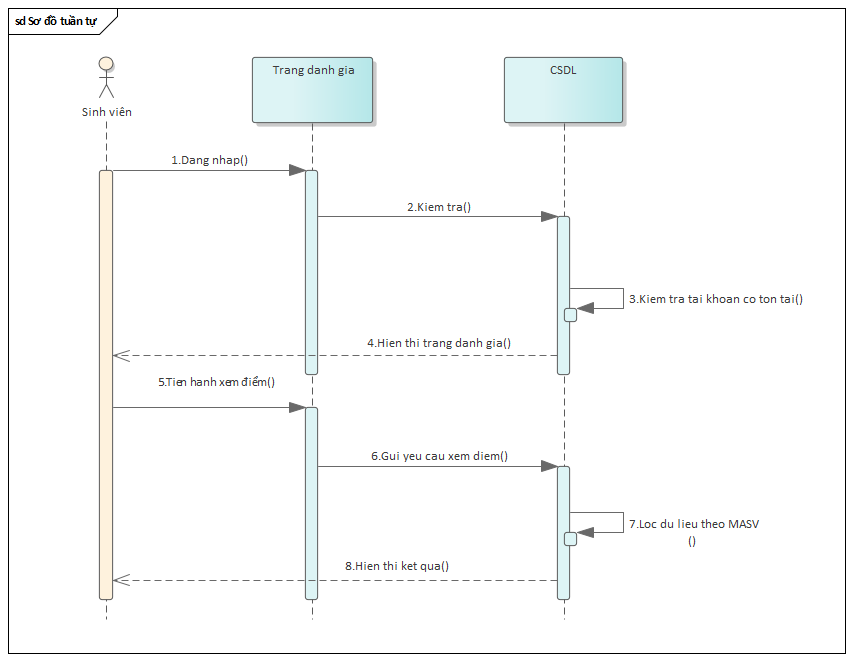 sd Sơ đồ tuần tự
Trang danh gia
CSDL
Sinh viên
1.Dang nhap()
2.Kiem tra()
3.Kiem tra tai khoan co ton tai()
4.Hien thi trang danh gia()
5.Tien hanh xem điểm()
6.Gui yeu cau xem diem()
7.Loc du lieu theo MASV
()
8.Hien thi ket qua()